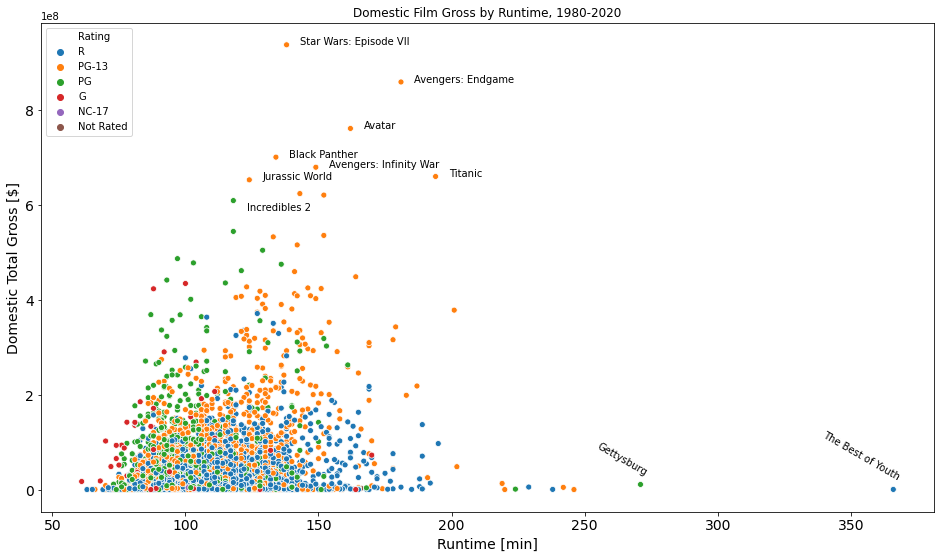 Domestic Film Gross by Runtime, 1980-2020
1e8
Rating
R
PG-13
PG
G
NC-17
Not Rated
Star Wars: Episode VII
Avengers: Endgame
Avatar
Black Panther
Avengers: Infinity War
Jurassic World
Titanic
Incredibles 2
Gettysburg
The Best of Youth
Domestic Total Gross [$]
8
6
4
2
0
50
100
150
200
250
300
350
Runtime [min]